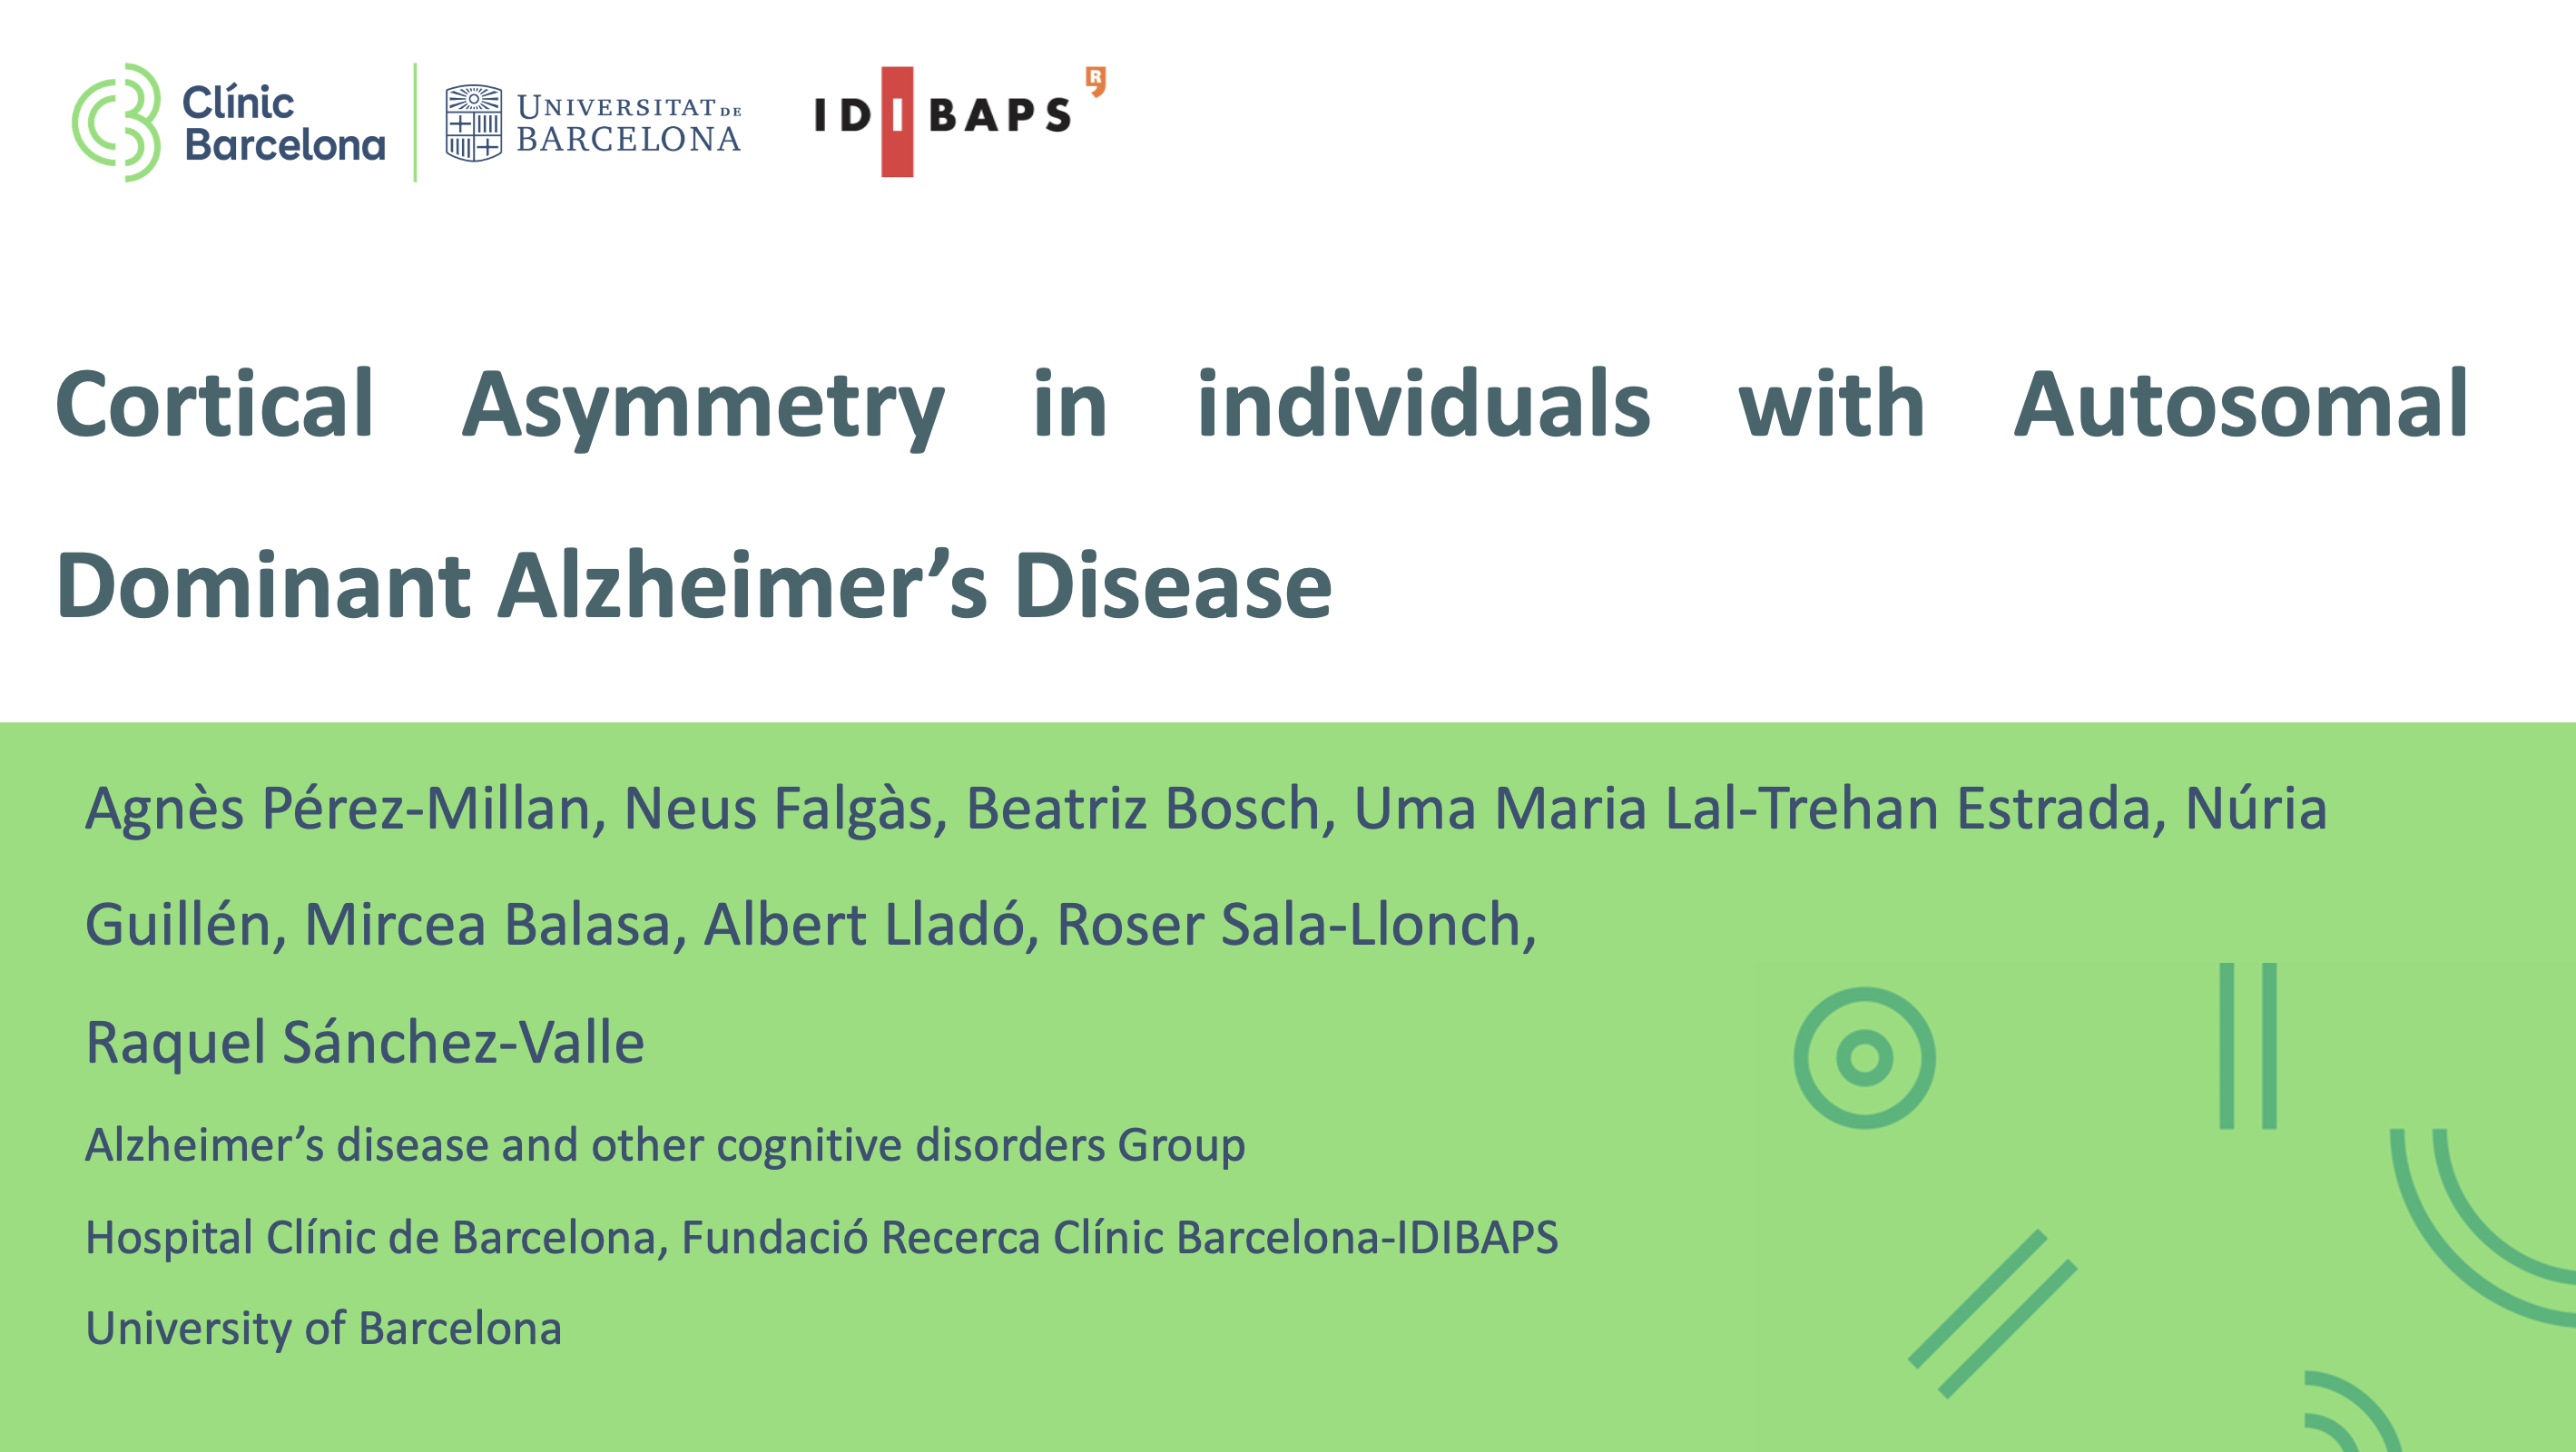 Clínic
Barcelona
UNIVERSITAT DE
BARCELONA
IDIBAPS R
Cortical Asymmetry in individuals with Autosomal
Dominant Alzheimer’s Disease
Agnès Pérez-Millan, Neus Falgàs, Beatriz Bosch, Uma Maria Lal-Trehan Estrada, Núria
Guillén, Mircea Balasa, Albert Lladó, Roser Sala-Llonch,
Raquel Sánchez-Valle
Alzheimer’s disease and other cognitive disorders Group
Hospital Clínic de Barcelona, Fundació Recerca Clínic Barcelona-IDIBAPS
University of Barcelona